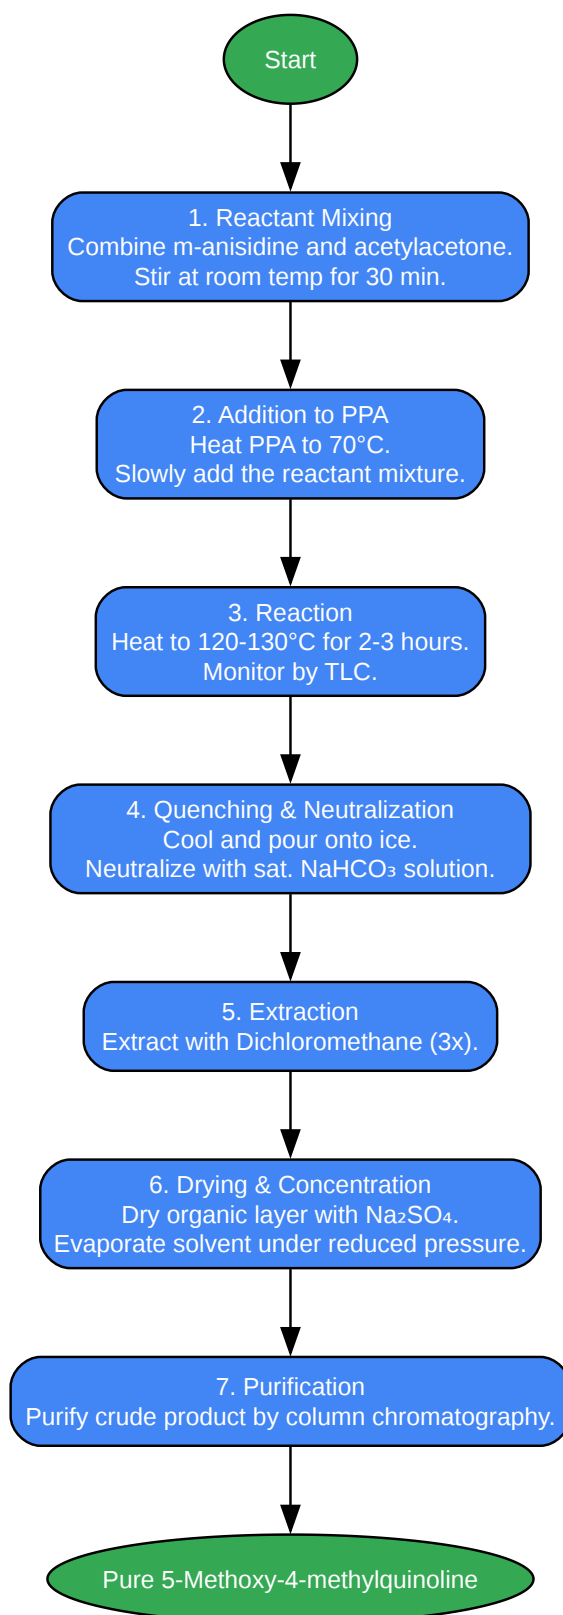 Start
1. Reactant Mixing
Combine m-anisidine and acetylacetone.
Stir at room temp for 30 min.
2. Addition to PPA
Heat PPA to 70°C.
Slowly add the reactant mixture.
3. Reaction
Heat to 120-130°C for 2-3 hours.
Monitor by TLC.
4. Quenching & Neutralization
Cool and pour onto ice.
Neutralize with sat. NaHCO₃ solution.
5. Extraction
Extract with Dichloromethane (3x).
6. Drying & Concentration
Dry organic layer with Na₂SO₄.
Evaporate solvent under reduced pressure.
7. Purification
Purify crude product by column chromatography.
Pure 5-Methoxy-4-methylquinoline